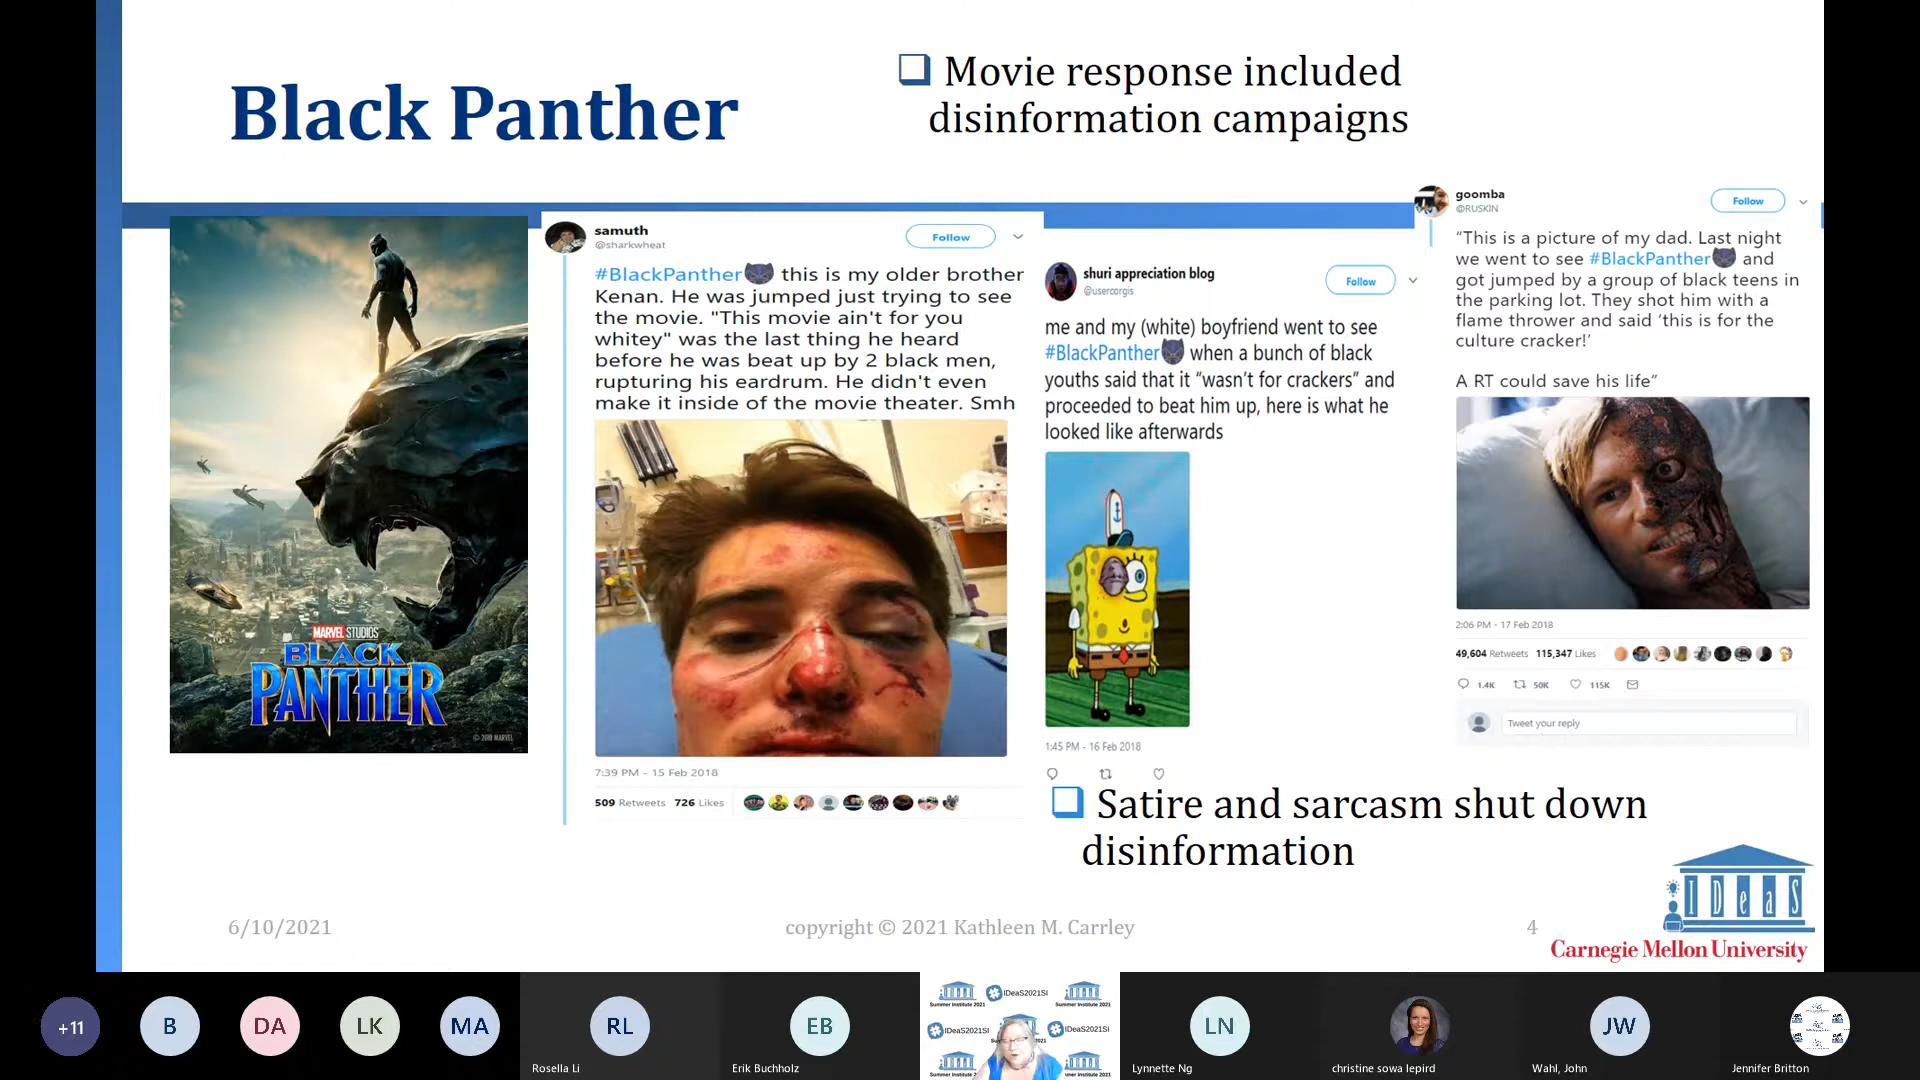 Black Panther
Movie response included
disinformation campaigns
MARVEL STUDIOS
BLACK
PANTHER
© 2018 MARVEL
samuth
@sharkwheat
Follow
#BlackPanther this is my older brother
Kenan. He was jumped just trying to see
the movie. "This movie ain't for you
whitey" was the last thing he heard
before he was beat up by 2 black men,
rupturing his eardrum. He didn't even
make it inside of the movie theater. Smh
7:39 PM - 15 Feb 2018
509 Retweets 726 Likes
shuri appreciation blog
@usercorgis
Follow
me and my (white) boyfriend went to see
#BlackPanther when a bunch of black
youths said that it “wasn’t for crackers” and
proceeded to beat him up, here is what he
looked like afterwards
1:45 PM - 16 Feb 2018
goomba
@RUSKIN
Follow
“This is a picture of my dad. Last night
we went to see #BlackPanther and
got jumped by a group of black teens in
the parking lot. They shot him with a
flame thrower and said ‘this is for the
culture cracker!’
A RT could save his life”
2:06 PM - 17 Feb 2018
49,604 Retweets 115,347 Likes
1.4K 50K 115K
Tweet your reply
Satire and sarcasm shut down
disinformation
6/10/2021
copyright © 2021 Kathleen M. Carrley
4
IDeaS
Carnegie Mellon University
+11
B
DA
LK
MA
RL
Rosella Li
EB
Erik Buchholz
Summer Institute 2021
#IDeaS2021SI
Summer Institute 2021
#IDeaS2021SI
#IDeaS2021SI
LN
Lynnette Ng
christine sowa lepird
JW
Wahl, John
Jennifer Britton